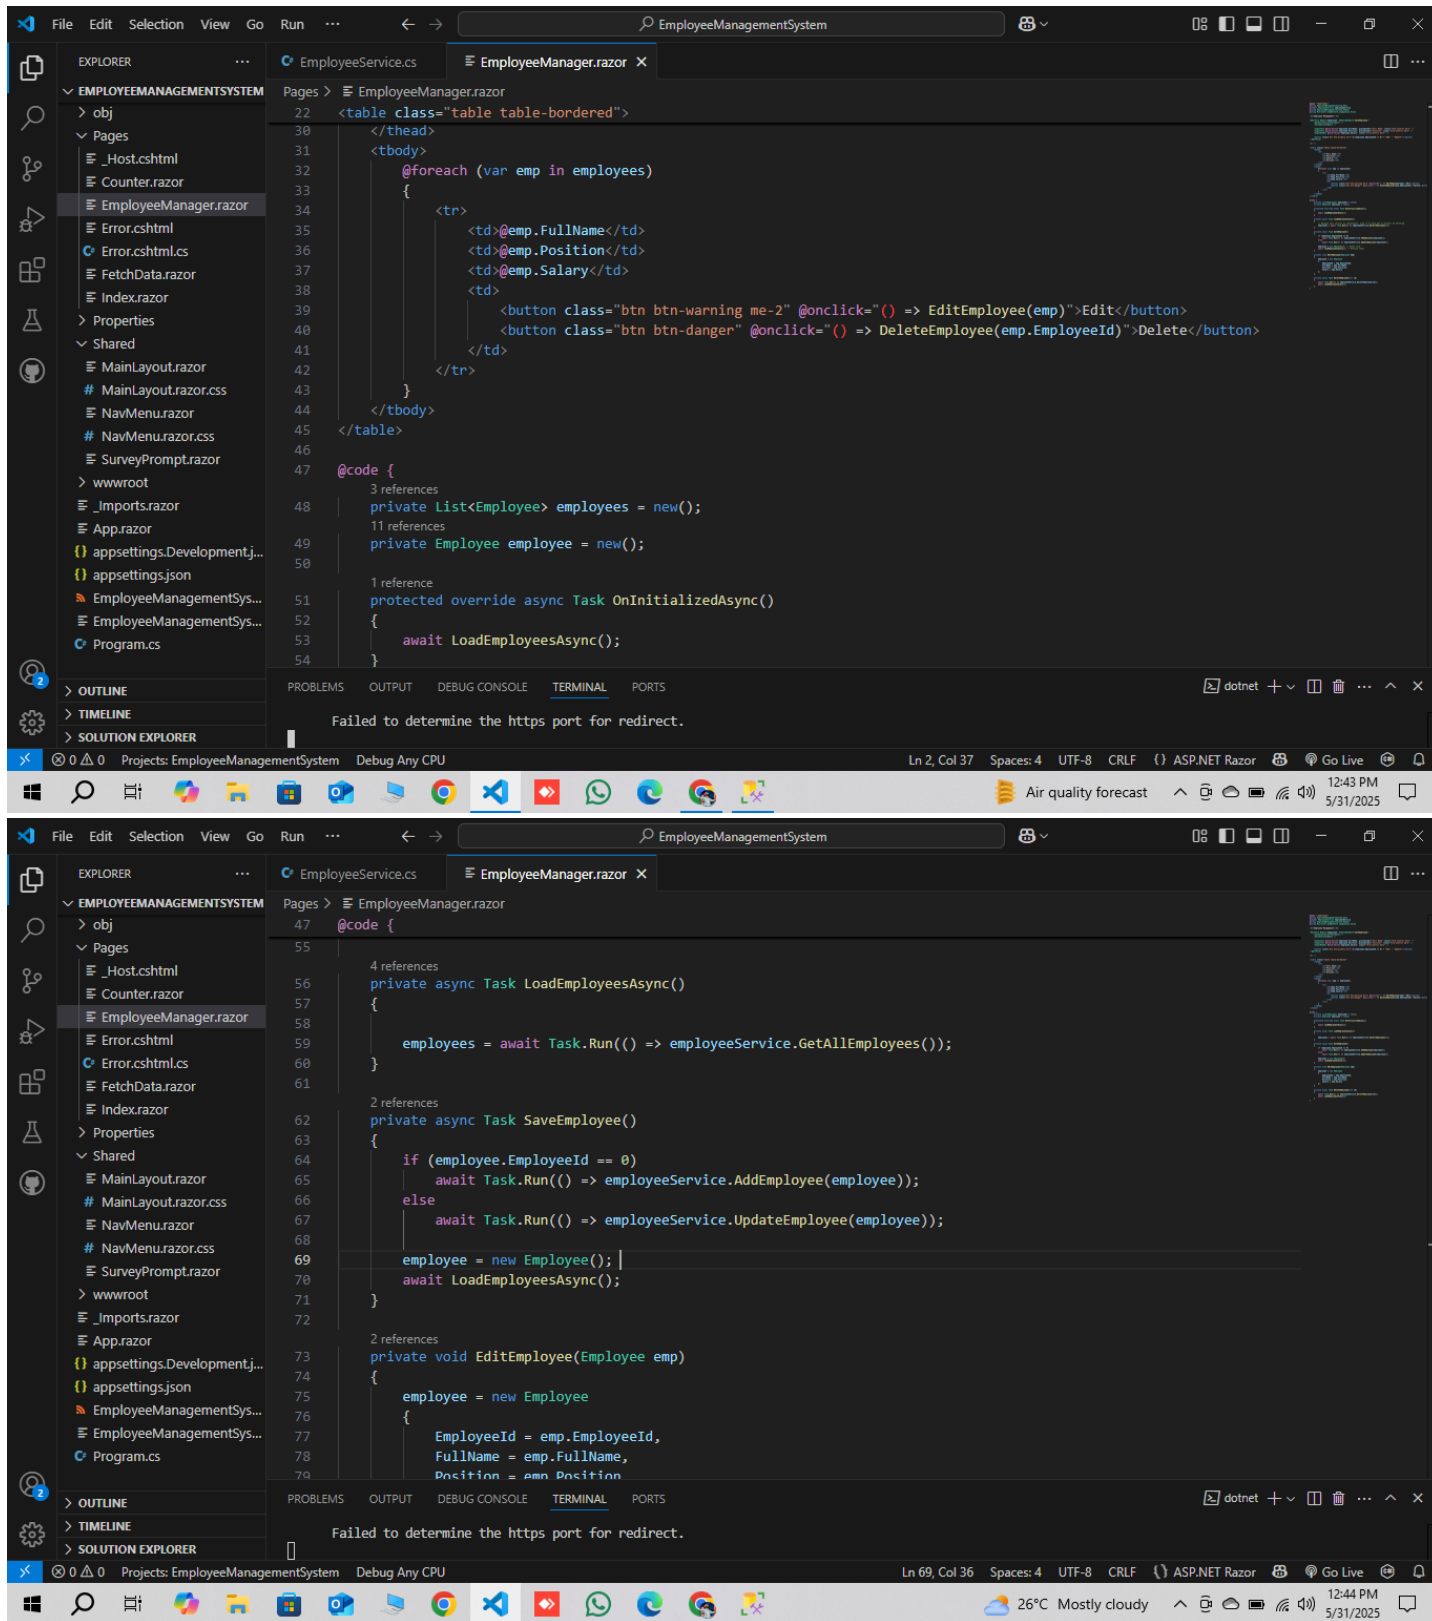 File Edit Selection View Go Run ··· EmployeeManagementSystem
EXPLORER ··· EmployeeService.cs EmployeeManager.razor
EMPLOYEEMANAGEMENTSYSTEM
obj
Pages
_Host.cshtml
Counter.razor
EmployeeManager.razor
Error.cshtml
Error.cshtml.cs
FetchData.razor
Index.razor
Properties
Shared
MainLayout.razor
MainLayout.razor.css
NavMenu.razor
NavMenu.razor.css
SurveyPrompt.razor
wwwroot
_Imports.razor
App.razor
appsettings.Development.j...
appsettings.json
EmployeeManagementSys...
EmployeeManagementSys...
Program.cs
OUTLINE
TIMELINE
SOLUTION EXPLORER
Pages > EmployeeManager.razor
22 <table class="table table-bordered">
30 </thead>
31 <tbody>
32 @foreach (var emp in employees)
33 {
34 <tr>
35 <td>@emp.FullName</td>
36 <td>@emp.Position</td>
37 <td>@emp.Salary</td>
38 <td>
39 <button class="btn btn-warning me-2" @onclick="() => EditEmployee(emp)">Edit</button>
40 <button class="btn btn-danger" @onclick="() => DeleteEmployee(emp.EmployeeId)">Delete</button>
41 </td>
42 </tr>
43 }
44 </tbody>
45 </table>
46
47 @code {
3 references
48 private List<Employee> employees = new();
11 references
49 private Employee employee = new();
50
1 reference
51 protected override async Task OnInitializedAsync()
52 {
53 await LoadEmployeesAsync();
54 }
PROBLEMS OUTPUT DEBUG CONSOLE TERMINAL PORTS dotnet
Failed to determine the https port for redirect.
2
0 0 Projects: EmployeeManagementSystem Debug Any CPU Ln 2, Col 37 Spaces: 4 UTF-8 CRLF {} ASP.NET Razor Go Live
Air quality forecast 12:43 PM
5/31/2025
File Edit Selection View Go Run ··· EmployeeManagementSystem
EXPLORER ··· EmployeeService.cs EmployeeManager.razor
EMPLOYEEMANAGEMENTSYSTEM
obj
Pages
_Host.cshtml
Counter.razor
EmployeeManager.razor
Error.cshtml
Error.cshtml.cs
FetchData.razor
Index.razor
Properties
Shared
MainLayout.razor
MainLayout.razor.css
NavMenu.razor
NavMenu.razor.css
SurveyPrompt.razor
wwwroot
_Imports.razor
App.razor
appsettings.Development.j...
appsettings.json
EmployeeManagementSys...
EmployeeManagementSys...
Program.cs
OUTLINE
TIMELINE
SOLUTION EXPLORER
Pages > EmployeeManager.razor
47 @code {
55
4 references
56 private async Task LoadEmployeesAsync()
57 {
58
59 employees = await Task.Run(() => employeeService.GetAllEmployees());
60 }
61
2 references
62 private async Task SaveEmployee()
63 {
64 if (employee.EmployeeId == 0)
65 await Task.Run(() => employeeService.AddEmployee(employee));
66 else
67 await Task.Run(() => employeeService.UpdateEmployee(employee));
68
69 employee = new Employee();
70 await LoadEmployeesAsync();
71 }
72
2 references
73 private void EditEmployee(Employee emp)
74 {
75 employee = new Employee
76 {
77 EmployeeId = emp.EmployeeId,
78 FullName = emp.FullName,
79 Position = emp.Position
PROBLEMS OUTPUT DEBUG CONSOLE TERMINAL PORTS dotnet
Failed to determine the https port for redirect.
2
0 0 Projects: EmployeeManagementSystem Debug Any CPU Ln 69, Col 36 Spaces: 4 UTF-8 CRLF {} ASP.NET Razor Go Live
26°C Mostly cloudy 12:44 PM
5/31/2025